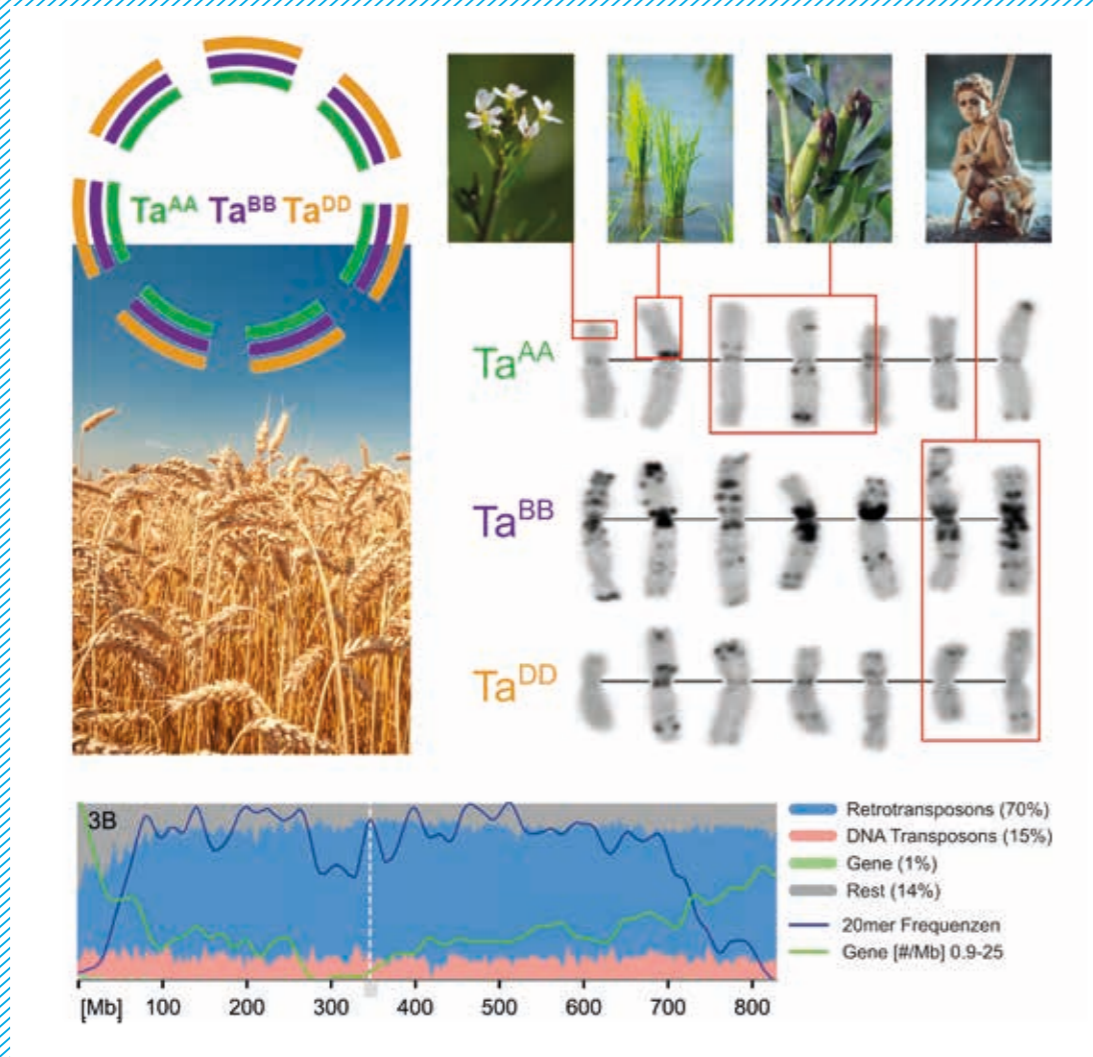 Ta^AA Ta^BB Ta^DD
Ta^AA
Ta^BB
Ta^DD
3B
Retrotransposons (70%)
DNA Transposons (15%)
Gene (1%)
Rest (14%)
20mer Frequenzen
Gene [#/Mb] 0.9-25
[Mb] 100 200 300 400 500 600 700 800